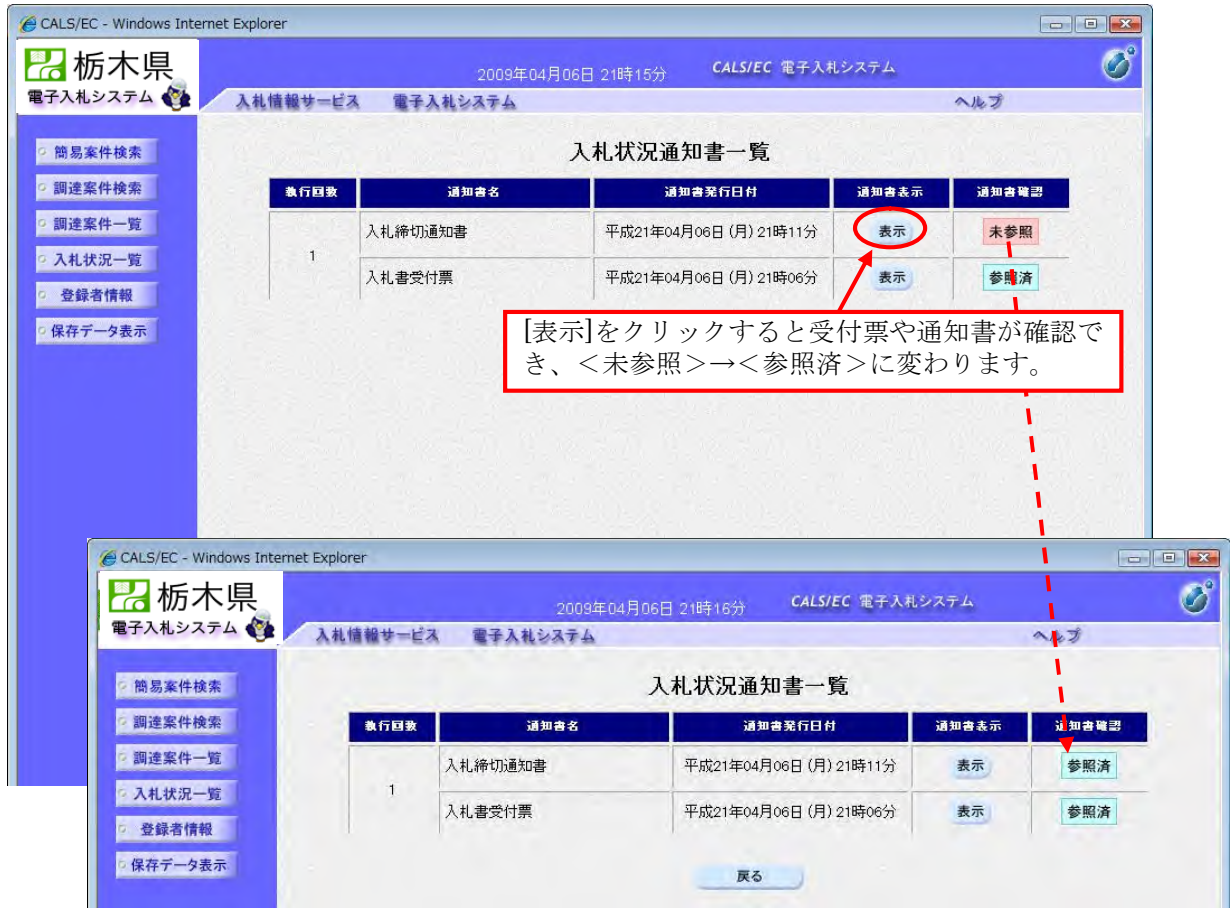 CALS/EC - Windows Internet Explorer
栃木県
電子入札システム
2009年04月06日 21時15分
CALS/EC 電子入札システム
入札情報サービス
電子入札システム
ヘルプ
簡易案件検索
調達案件検索
調達案件一覧
入札状況一覧
登録者情報
保存データ表示
入札状況通知書一覧
執行回数 通知書名 通知書発行日付 通知書表示 通知書確認
1
入札締切通知書 平成21年04月06日 (月) 21時11分 表示 未参照
入札書受付票 平成21年04月06日 (月) 21時06分 表示 参照済
[表示]をクリックすると受付票や通知書が確認で
き、＜未参照＞→＜参照済＞に変わります。
CALS/EC - Windows Internet Explorer
栃木県
電子入札システム
2009年04月06日 21時16分
CALS/EC 電子入札システム
入札情報サービス
電子入札システム
ヘルプ
簡易案件検索
調達案件検索
調達案件一覧
入札状況一覧
登録者情報
保存データ表示
入札状況通知書一覧
執行回数 通知書名 通知書発行日付 通知書表示 通知書確認
1
入札締切通知書 平成21年04月06日 (月) 21時11分 表示 参照済
入札書受付票 平成21年04月06日 (月) 21時06分 表示 参照済
戻る